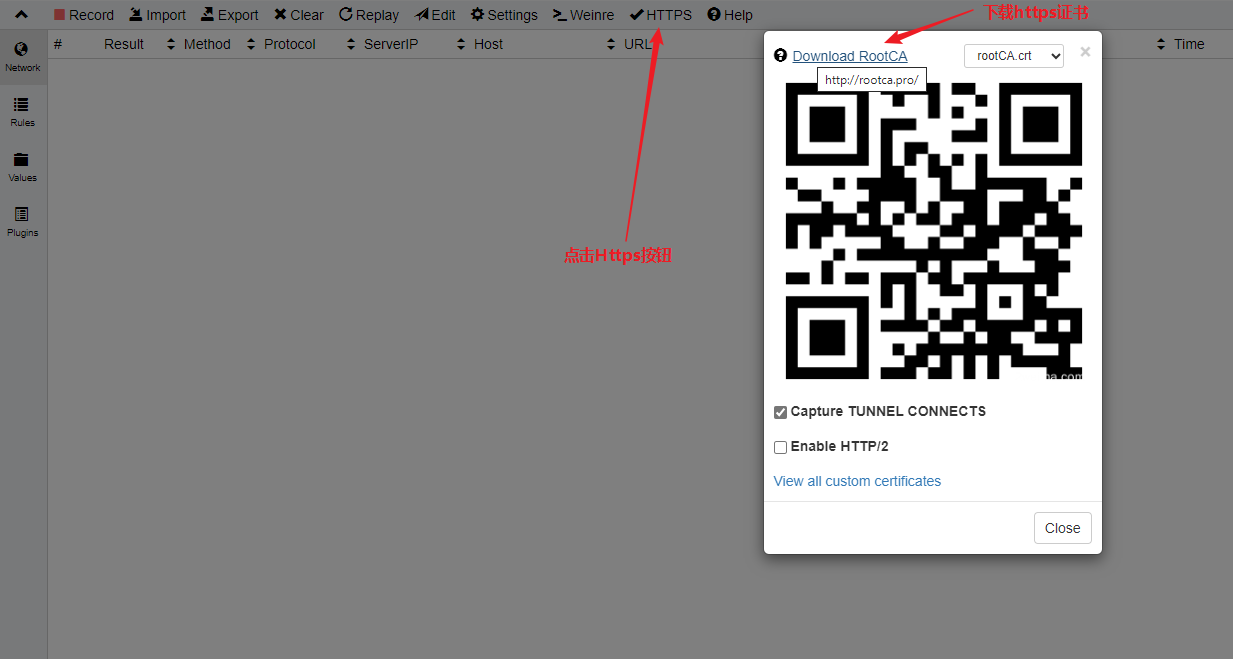 Record Import Export Clear Replay Edit Settings Weinre HTTPS Help
下载https证书
Network
# Result Method Protocol ServerIP Host URL Time
Download RootCA
rootCA.crt
×
http://rootca.pro/
Rules
Values
Plugins
点击Https按钮
Capture TUNNEL CONNECTS
Enable HTTP/2
View all custom certificates
Close